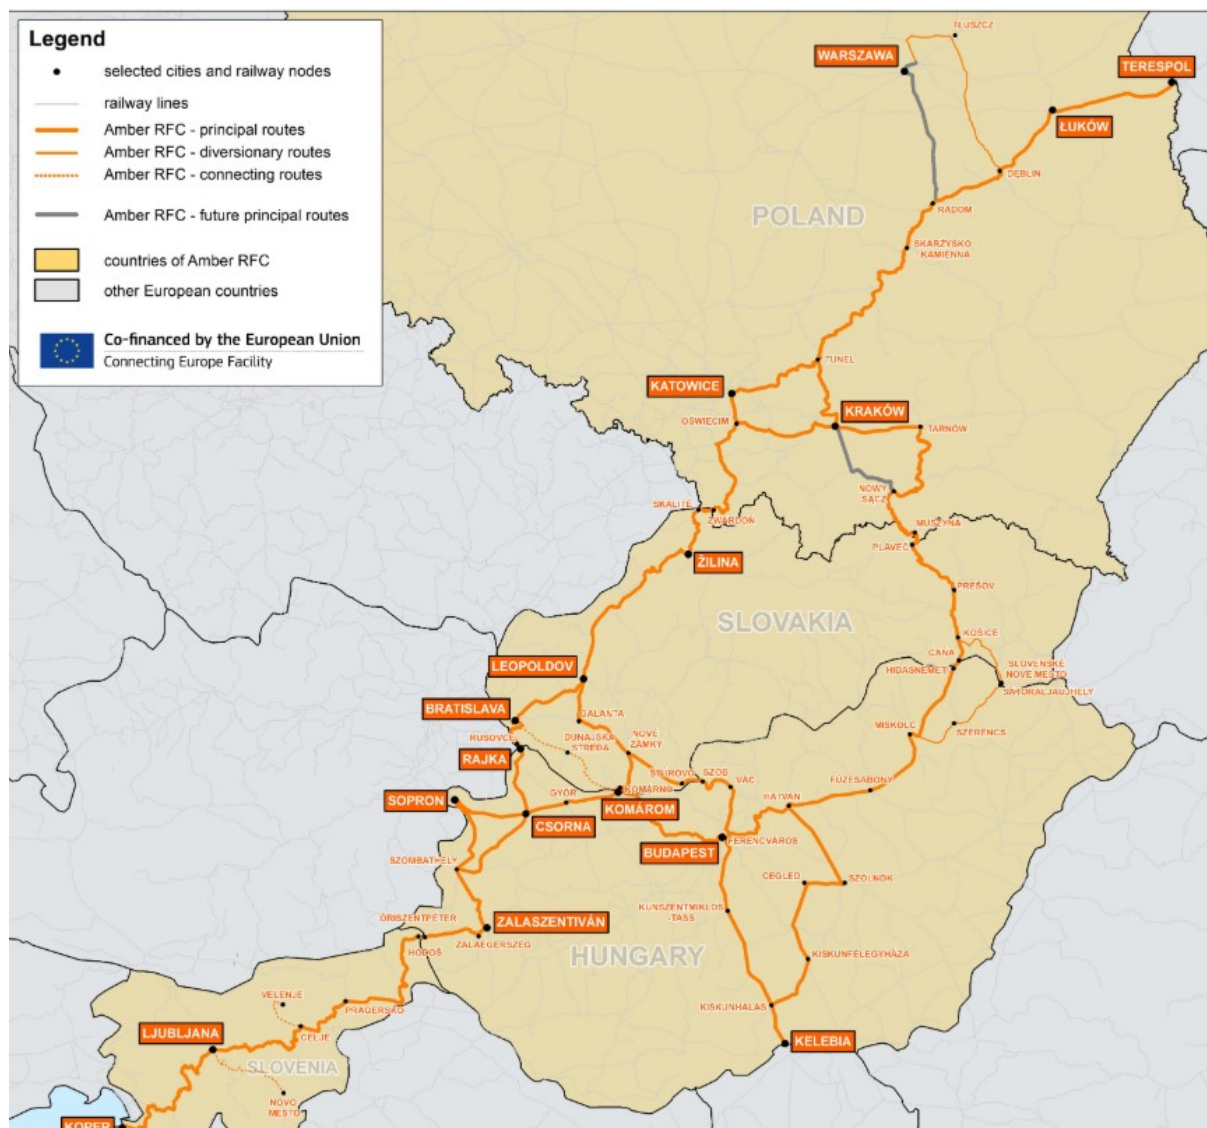 Legend
selected cities and railway nodes
railway lines
Amber RFC - principal routes
Amber RFC - diversionary routes
Amber RFC - connecting routes
Amber RFC - future principal routes
countries of Amber RFC
other European countries
Co-financed by the European Union
Connecting Europe Facility
TŁUSZCZ
WARSZAWA
TERESPOL
ŁUKÓW
DĘBLIN
POLAND
RADOM
SKARŻYSKO
KAMIENNA
TUNEL
KATOWICE
KRAKÓW
OŚWIĘCIM
TARNÓW
NOWY
SĄCZ
SKALITÉ
ZWARDOŃ
MUSZYNA
PLAVEČ
ŽILINA
PREŠOV
SLOVAKIA
KOŠICE
ČAŇA
HIDASNÉMETI
SLOVENSKÉ
NOVÉ MESTO
SÁTORALJAÚJHELY
LEOPOLDOV
BRATISLAVA
GALANTA
RUSOVCE
DUNAJSKÁ
STREDA
NOVÉ
ZÁMKY
MISKOLC
SZERENCS
RAJKA
ŠTÚROVO
SZOB
VÁC
FÜZESABONY
SOPRON
GYŐR
KOMÁRNO
KOMÁROM
HATVAN
CSORNA
BUDAPEST
FERENCVÁROS
SZOMBATHELY
CEGLÉD
SZOLNOK
KUNSZENTMIKLÓS
-TASS
ŐRISZENTPÉTER
ZALASZENTIVÁN
HODOŠ
ZALAEGERSZEG
HUNGARY
KISKUNFÉLEGYHÁZA
VELENJE
PRAGERSKO
KISKUNHALAS
LJUBLJANA
CELJE
KELEBIA
SLOVENIA
NOVO
MESTO
KOPER